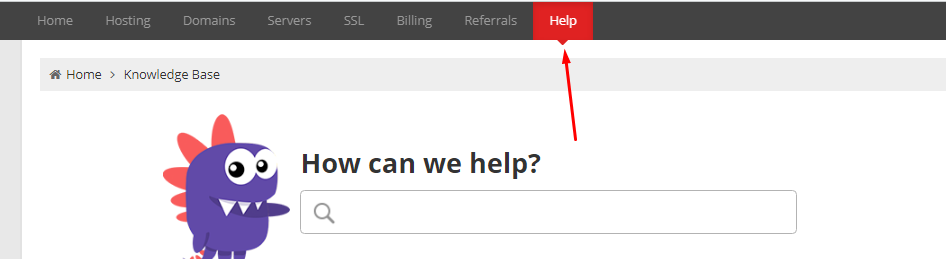 Home Hosting Domains Servers SSL Billing Referrals Help
Home > Knowledge Base
How can we help?